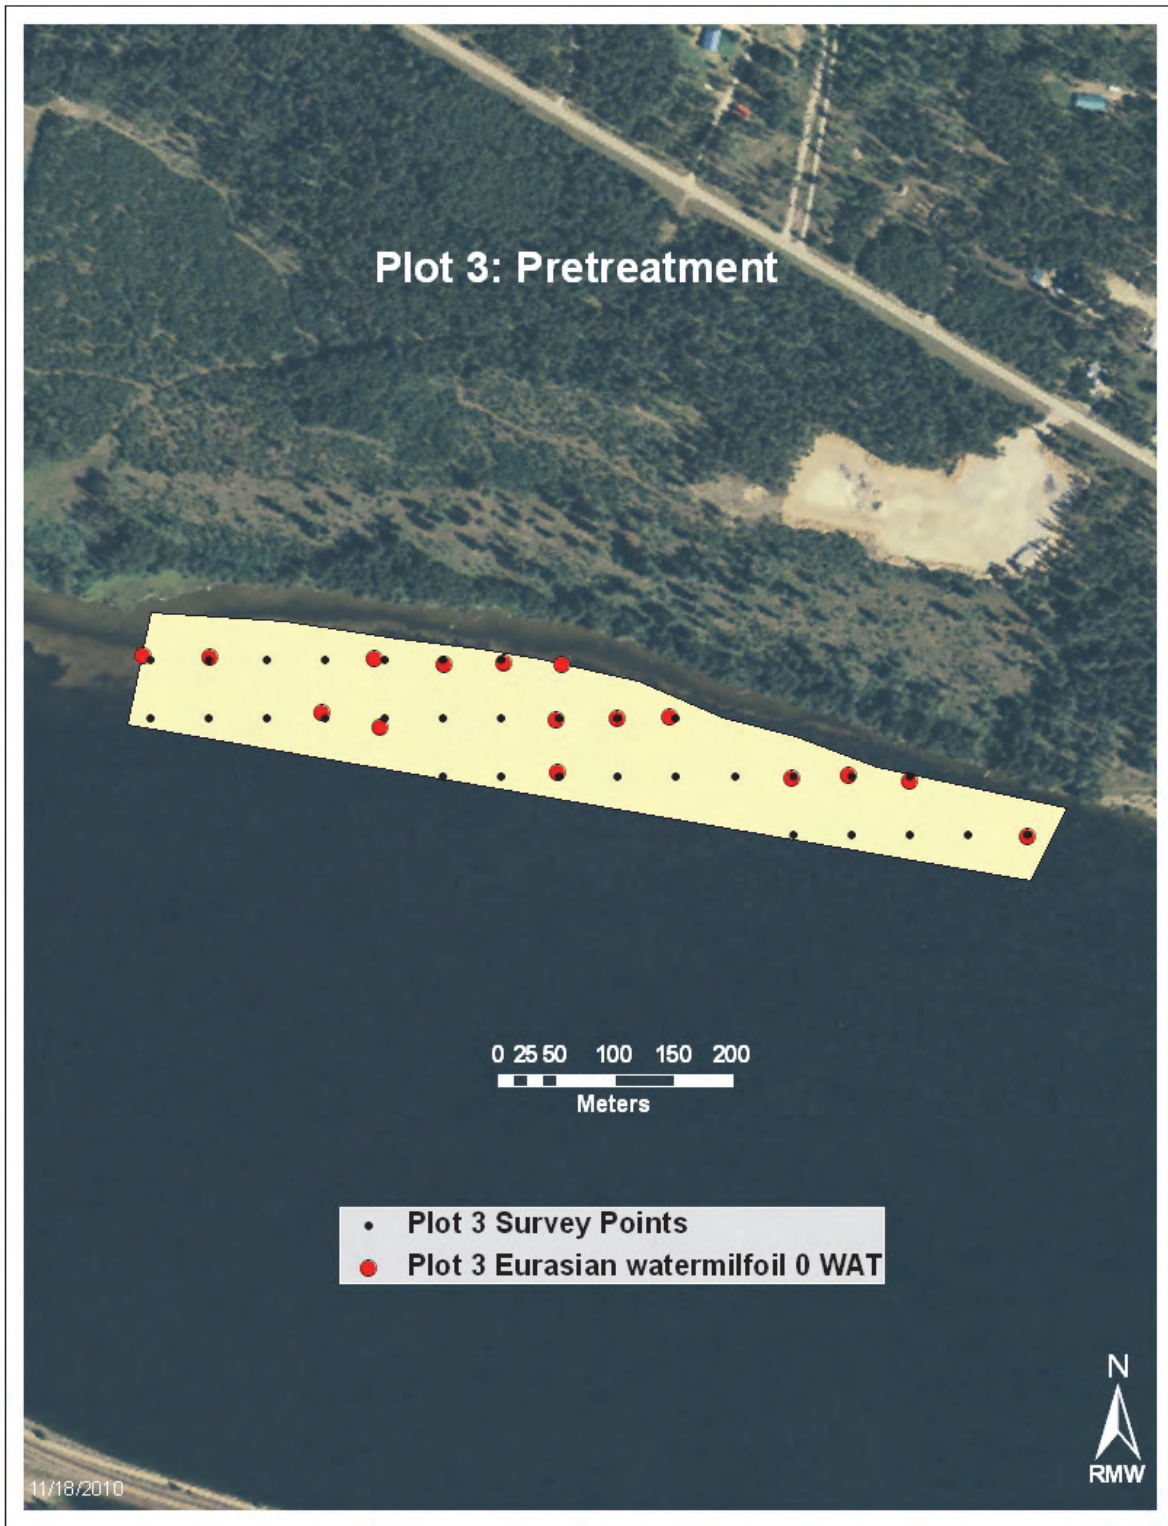 Plot 3: Pretreatment
0 25 50 100 150 200
Meters
Plot 3 Survey Points
Plot 3 Eurasian watermilfoil 0 WAT
N
RMW
11/18/2010